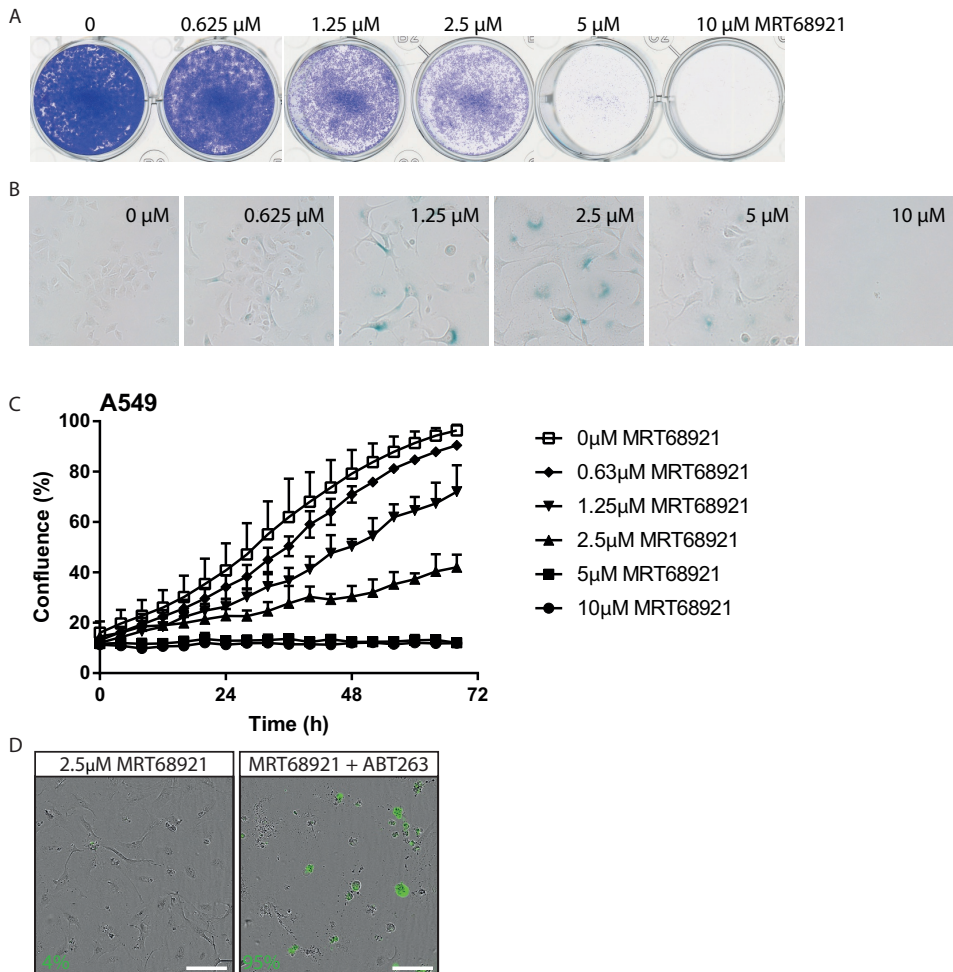 A
0 0.625 µM 1.25 µM 2.5 µM 5 µM 10 µM MRT68921
B
0 µM 0.625 µM 1.25 µM 2.5 µM 5 µM 10 µM
C
A549
100
80
60
40
20
0
Confluence (%)
0 24 48 72
Time (h)
0µM MRT68921
0.63µM MRT68921
1.25µM MRT68921
2.5µM MRT68921
5µM MRT68921
10µM MRT68921
D
2.5µM MRT68921 MRT68921 + ABT263
4% 95%